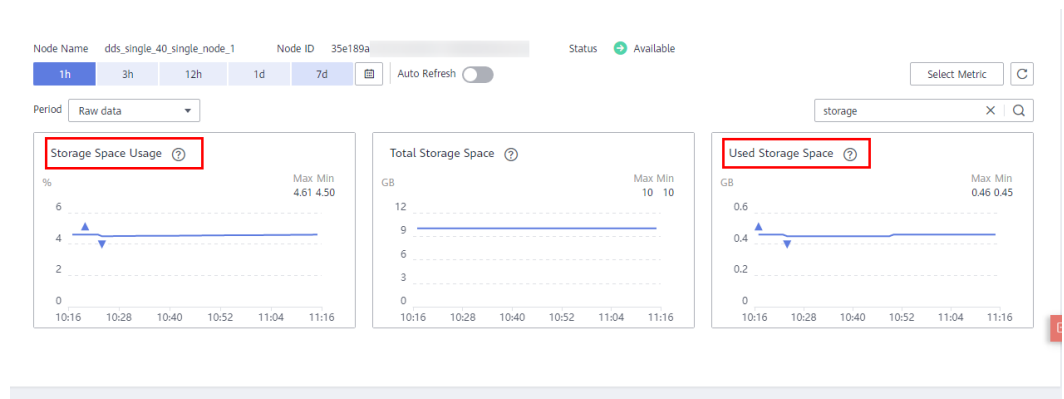 Node Name dds_single_40_single_node_1 Node ID 35e189a Status Available
1h 3h 12h 1d 7d Auto Refresh Select Metric
Period Raw data storage
Storage Space Usage ?
%
Max Min
4.61 4.50
6
4
2
0
10:16 10:28 10:40 10:52 11:04 11:16
Total Storage Space ?
GB
Max Min
10 10
12
9
6
3
0
10:16 10:28 10:40 10:52 11:04 11:16
Used Storage Space ?
GB
Max Min
0.46 0.45
0.6
0.4
0.2
0
10:16 10:28 10:40 10:52 11:04 11:16